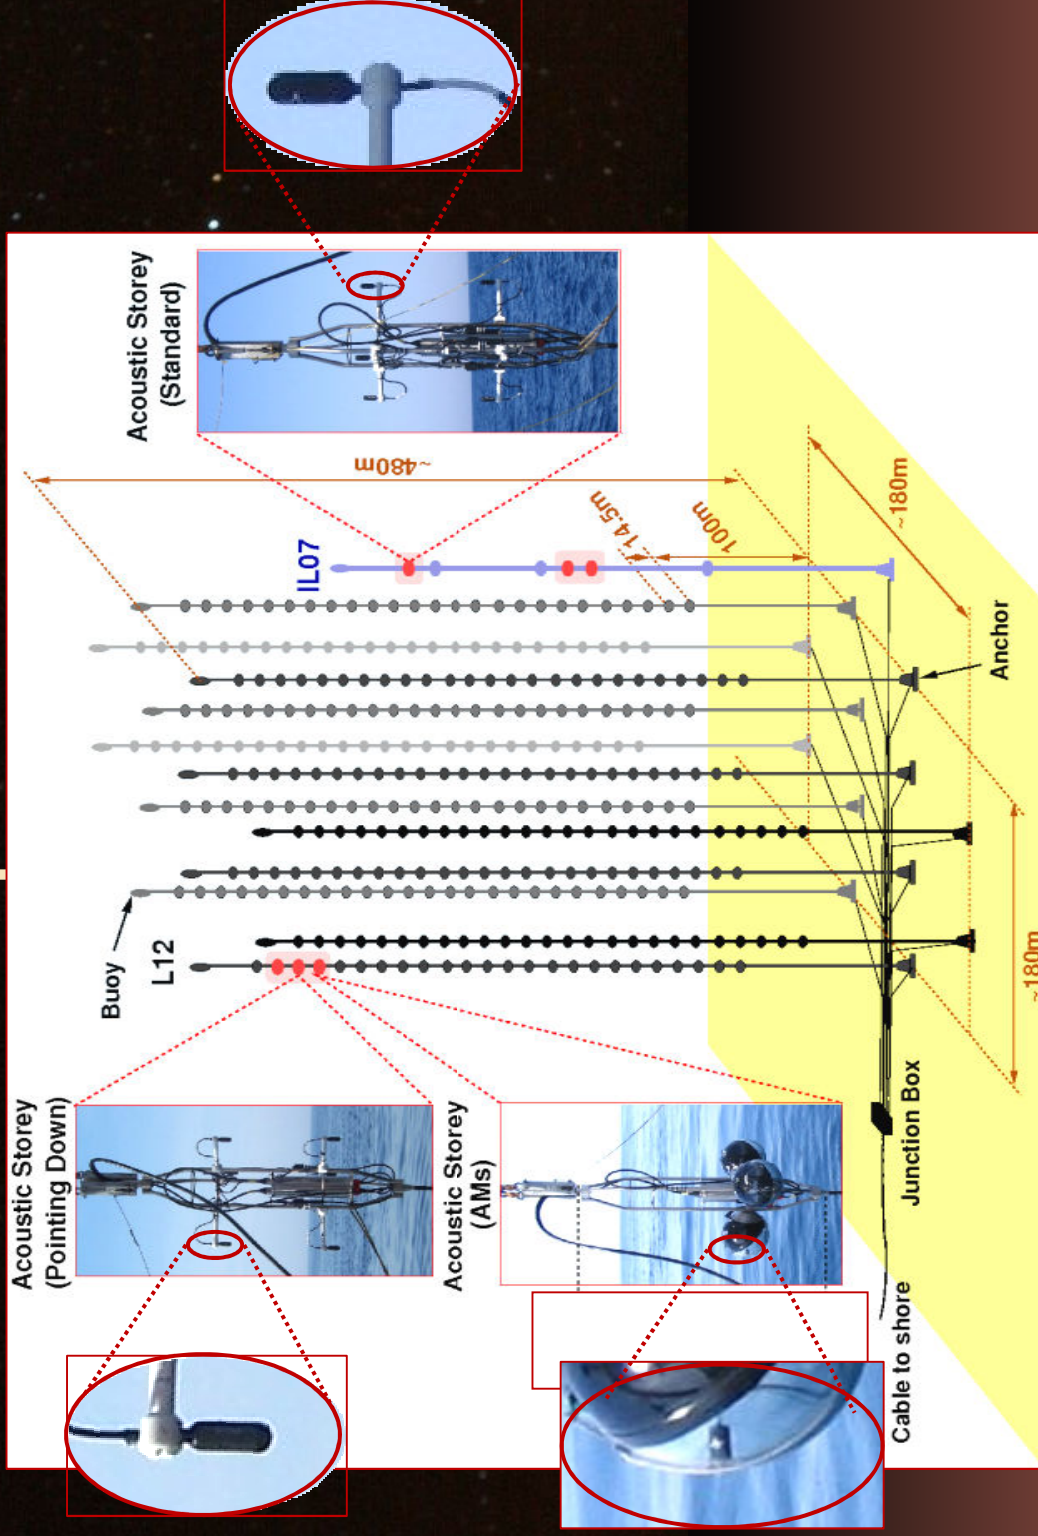 Acoustic Storey
(Standard)
~480m
14.5m
100m
~180m
IL07
Anchor
Buoy
L12
~180m
Acoustic Storey
(Pointing Down)
Acoustic Storey
(AMs)
Junction Box
Cable to shore